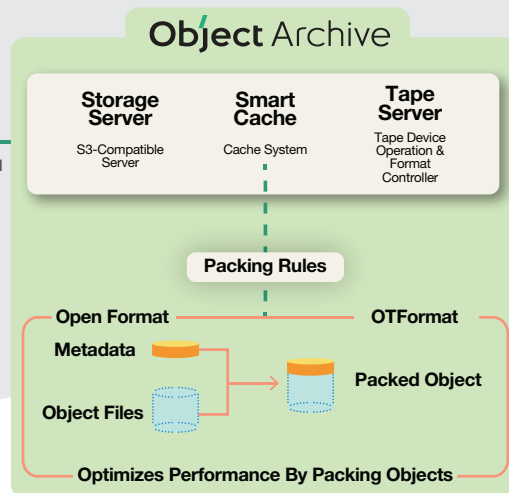 Object Archive
Storage
Server
S3-Compatible
Server
Smart
Cache
Cache System
Tape
Server
Tape Device
Operation &
Format
Controller
Packing Rules
Open Format
OTFormat
Metadata
Object Files
Packed Object
Optimizes Performance By Packing Objects